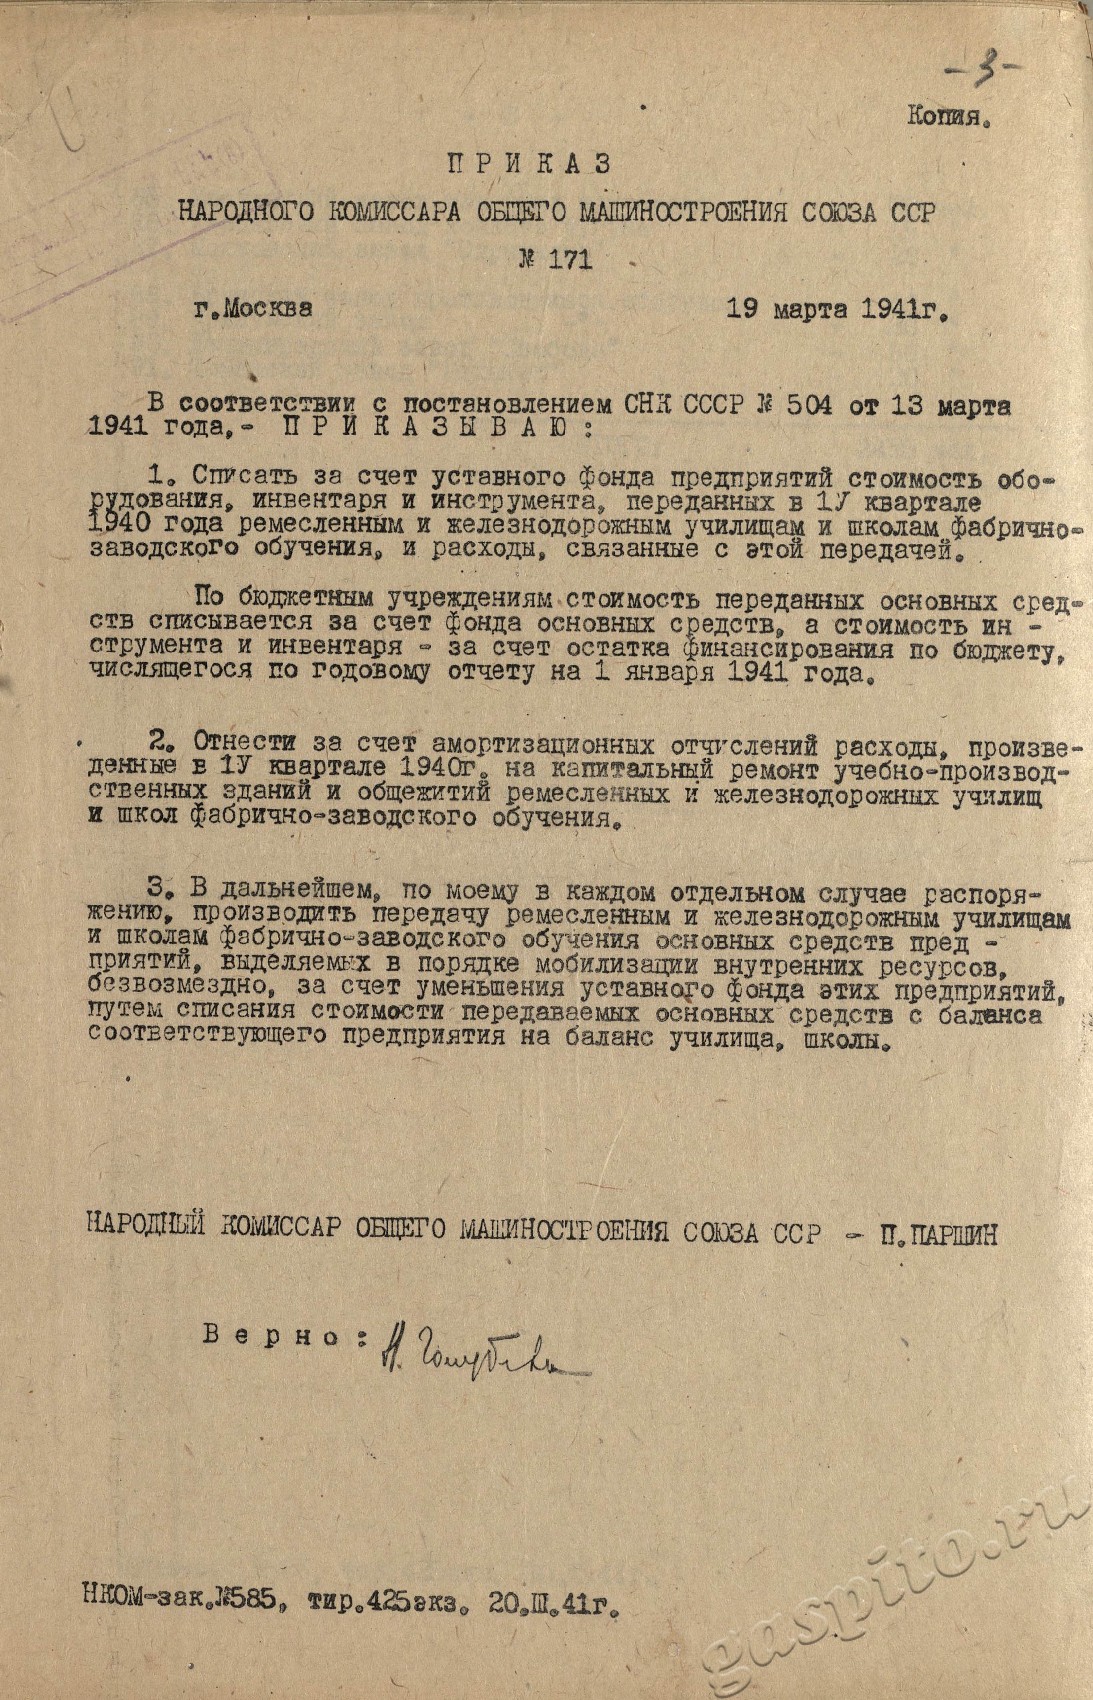 - 3 -
Копия.
П Р И К А З
НАРОДНОГО КОМИССАРА ОБЩЕГО МАШИНОСТРОЕНИЯ СОЮЗА ССР
№ 171
г.Москва 19 марта 1941г.
В соответствии с постановлением СНК СССР № 504 от 13 марта
1941 года,- П Р И К А З Ы В А Ю :
1. Списать за счет уставного фонда предприятий стоимость обо-
рудования, инвентаря и инструмента, переданных в 1У квартале
1940 года ремесленным и железнодорожным училищам и школам фабрично-
заводского обучения, и расходы, связанные с этой передачей.
По бюджетным учреждениям стоимость переданных основных сред-
ств списывается за счет фонда основных средств, а стоимость ин -
струмента и инвентаря - за счет остатка финансирования по бюджету,
числящегося по годовому отчету на 1 января 1941 года.
2. Отнести за счет амортизационных отчислений расходы, произве-
денные в 1У квартале 1940г. на капитальный ремонт учебно-производ-
ственных зданий и общежитий ремесленных и железнодорожных училищ
и школ фабрично-заводского обучения.
3. В дальнейшем, по моему в каждом отдельном случае распоря-
жению, производить передачу ремесленным и железнодорожным училищам
и школам фабрично-заводского обучения основных средств пред -
приятий, выделяемых в порядке мобилизации внутренних ресурсов,
безвозмездно, за счет уменьшения уставного фонда этих предприятий,
путем списания стоимости передаваемых основных средств с баланса
соответствующего предприятия на баланс училища, школы.
НАРОДНЫЙ КОМИССАР ОБЩЕГО МАШИНОСТРОЕНИЯ СОЮЗА ССР - П.ПАРШИН
В е р н о :
НКОМ-зак.№585, тир.425экз. 20.Ш.41г.
gaspito.ru